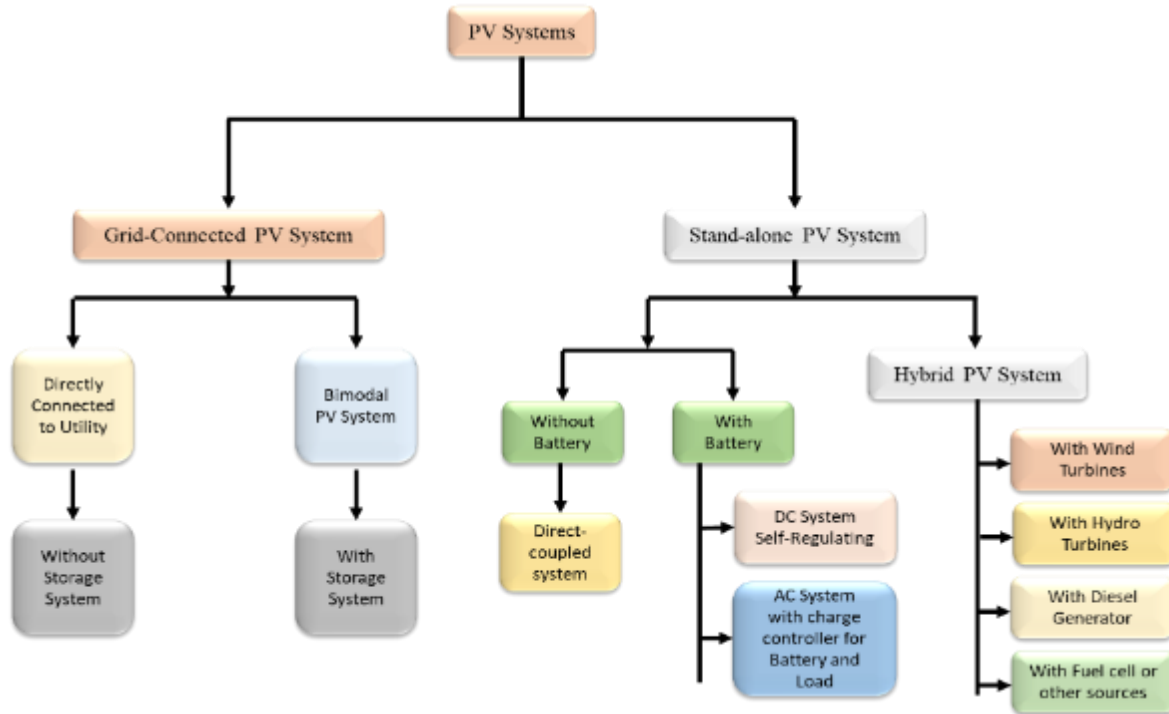 PV Systems
Grid-Connected PV System
Stand-alone PV System
Directly
Connected
to Utility
Bimodal
PV System
Without
Battery
With
Battery
Hybrid PV System
Without
Storage
System
With
Storage
System
Direct-
coupled
system
DC System
Self-Regulating
AC System
with charge
controller for
Battery and
Load
With Wind
Turbines
With Hydro
Turbines
With Diesel
Generator
With Fuel cell or
other sources